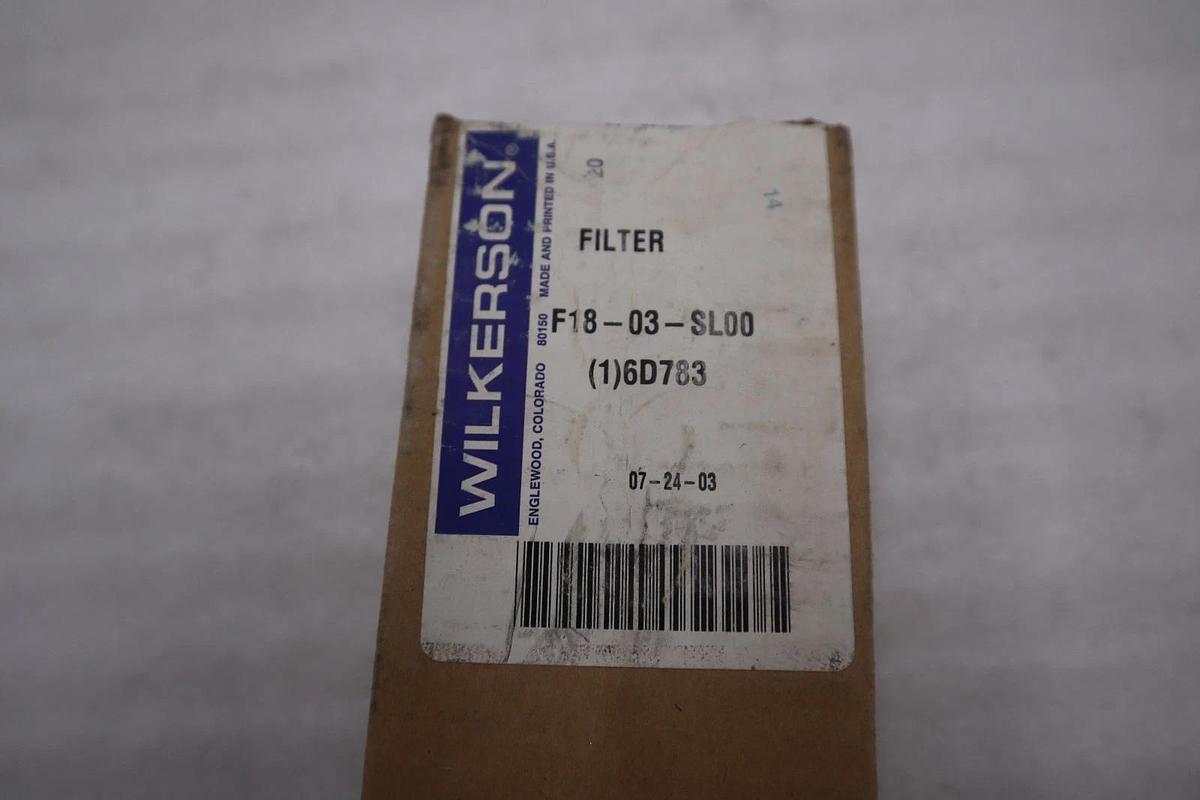 WILKERSON®
ENGLEWOOD, COLORADO 80150 MADE AND PRINTED IN U.S.A.
20
14
FILTER
F18-03-SL00
(1)6D783
07-24-03